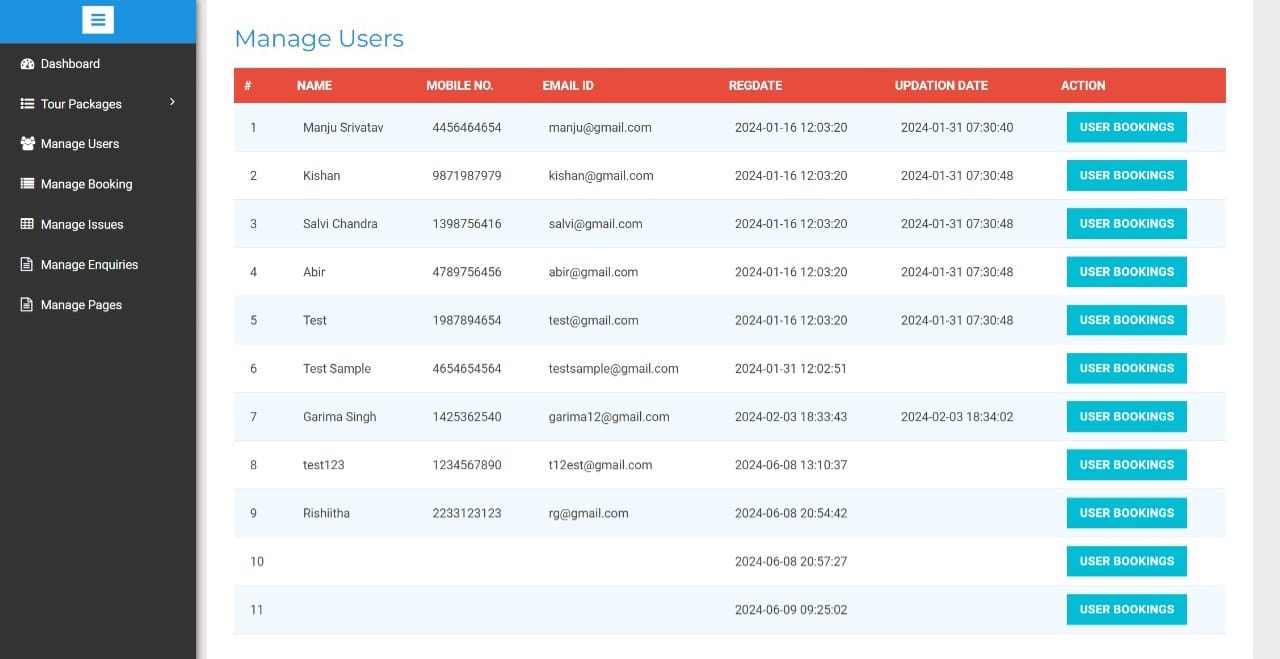 Manage Users
Dashboard
Tour Packages
Manage Users
Manage Booking
Manage Issues
Manage Enquiries
Manage Pages
# NAME MOBILE NO. EMAIL ID REGDATE UPDATION DATE ACTION
1 Manju Srivatav 4456464654 manju@gmail.com 2024-01-16 12:03:20 2024-01-31 07:30:40 USER BOOKINGS
2 Kishan 9871987979 kishan@gmail.com 2024-01-16 12:03:20 2024-01-31 07:30:48 USER BOOKINGS
3 Salvi Chandra 1398756416 salvi@gmail.com 2024-01-16 12:03:20 2024-01-31 07:30:48 USER BOOKINGS
4 Abir 4789756456 abir@gmail.com 2024-01-16 12:03:20 2024-01-31 07:30:48 USER BOOKINGS
5 Test 1987894654 test@gmail.com 2024-01-16 12:03:20 2024-01-31 07:30:48 USER BOOKINGS
6 Test Sample 4654654564 testsample@gmail.com 2024-01-31 12:02:51 USER BOOKINGS
7 Garima Singh 1425362540 garima12@gmail.com 2024-02-03 18:33:43 2024-02-03 18:34:02 USER BOOKINGS
8 test123 1234567890 t12est@gmail.com 2024-06-08 13:10:37 USER BOOKINGS
9 Rishiitha 2233123123 rg@gmail.com 2024-06-08 20:54:42 USER BOOKINGS
10 2024-06-08 20:57:27 USER BOOKINGS
11 2024-06-09 09:25:02 USER BOOKINGS